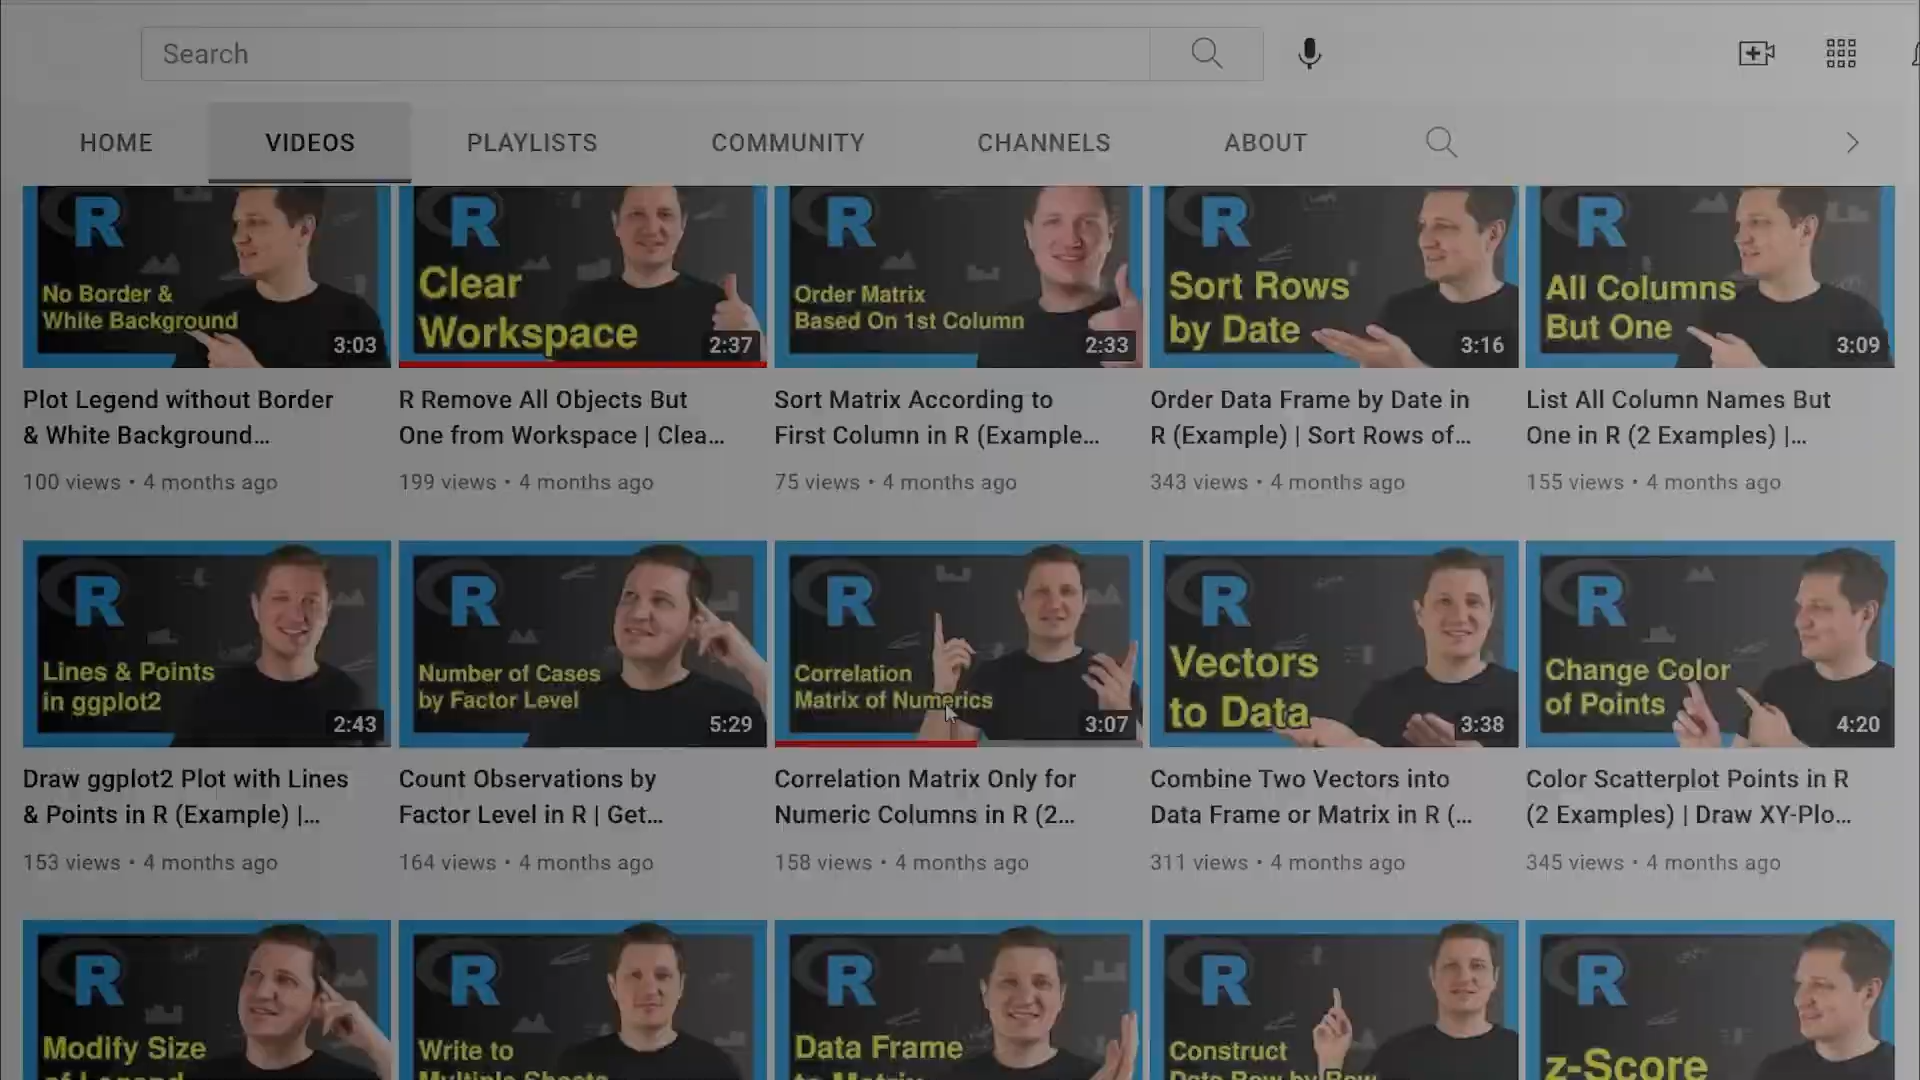 Search
HOME
VIDEOS
PLAYLISTS
COMMUNITY
CHANNELS
ABOUT
R
No Border &
White Background
3:03
R
Clear
Workspace
2:37
R
Order Matrix
Based On 1st Column
2:33
R
Sort Rows
by Date
3:16
R
All Columns
But One
3:09
Plot Legend without Border
& White Background...
100 views • 4 months ago
R Remove All Objects But
One from Workspace | Clea...
199 views • 4 months ago
Sort Matrix According to
First Column in R (Example...
75 views • 4 months ago
Order Data Frame by Date in
R (Example) | Sort Rows of...
343 views • 4 months ago
List All Column Names But
One in R (2 Examples) |...
155 views • 4 months ago
R
Lines & Points
in ggplot2
2:43
R
Number of Cases
by Factor Level
5:29
R
Correlation
Matrix of Numerics
3:07
R
Vectors
to Data
3:38
R
Change Color
of Points
4:20
Draw ggplot2 Plot with Lines
& Points in R (Example) |...
153 views • 4 months ago
Count Observations by
Factor Level in R | Get...
164 views • 4 months ago
Correlation Matrix Only for
Numeric Columns in R (2...
158 views • 4 months ago
Combine Two Vectors into
Data Frame or Matrix in R (...
311 views • 4 months ago
Color Scatterplot Points in R
(2 Examples) | Draw XY-Plo...
345 views • 4 months ago
R
Modify Size
of Legend
R
Write to
Multiple Sheets
R
Data Frame
to Matrix
R
Construct
Data Row by Row
R
z-Score